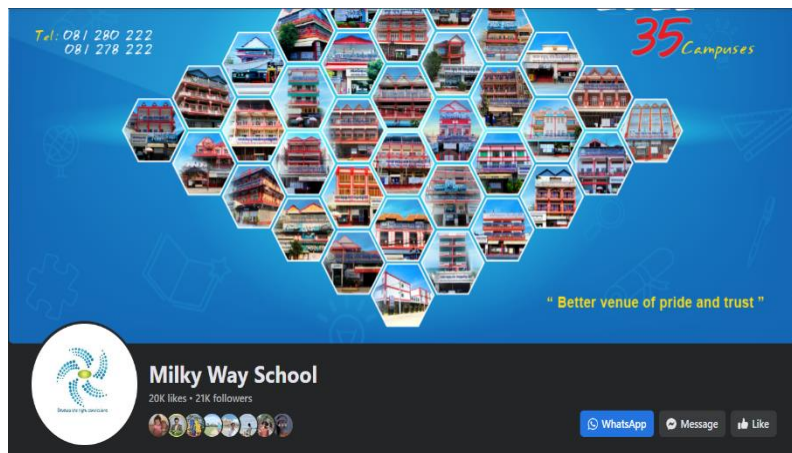 Tel: 081 280 222
081 278 222
35 Campuses
" Better venue of pride and trust "
Milky Way School
20K likes • 21K followers
WhatsApp
Message
Like